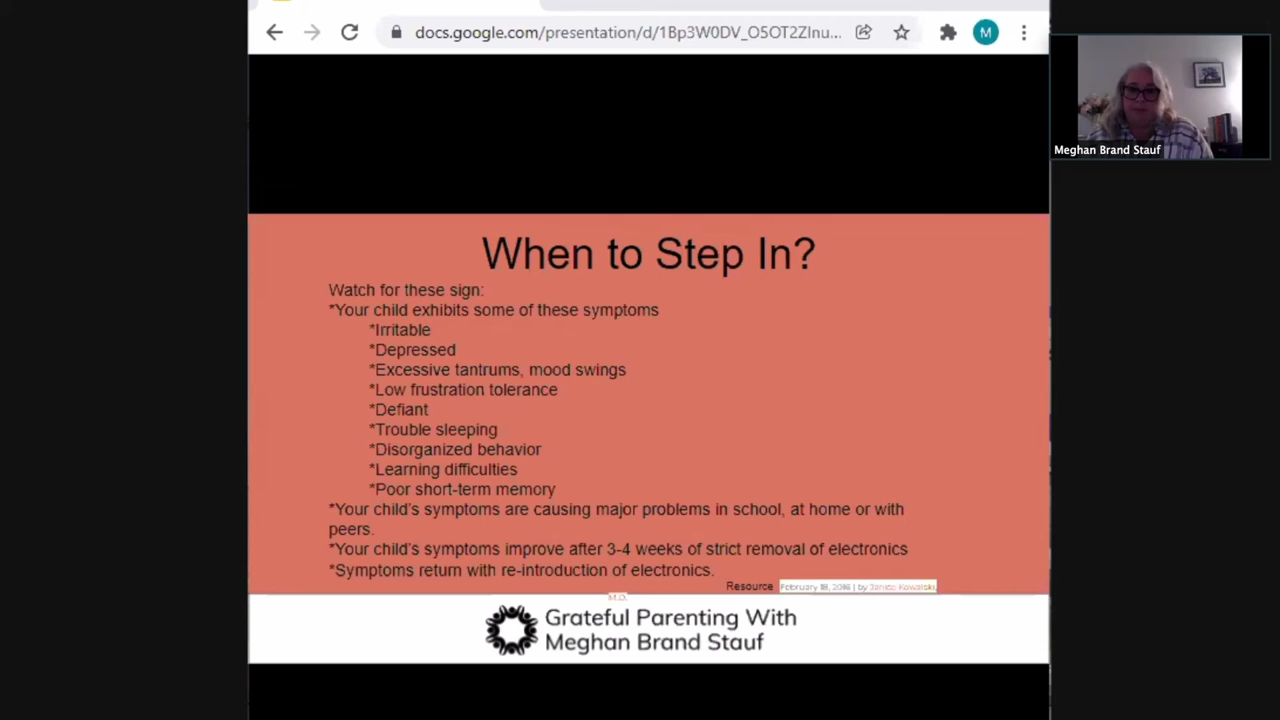 docs.google.com/presentation/d/1Bp3W0DV_O5OT2ZInu...
M
Meghan Brand Stauf
When to Step In?
Watch for these sign:
*Your child exhibits some of these symptoms
*Irritable
*Depressed
*Excessive tantrums, mood swings
*Low frustration tolerance
*Defiant
*Trouble sleeping
*Disorganized behavior
*Learning difficulties
*Poor short-term memory
*Your child's symptoms are causing major problems in school, at home or with
peers.
*Your child's symptoms improve after 3-4 weeks of strict removal of electronics
*Symptoms return with re-introduction of electronics.
Resource February 18, 2016 | by Janice Kowalski,
M.D.
Grateful Parenting With
Meghan Brand Stauf